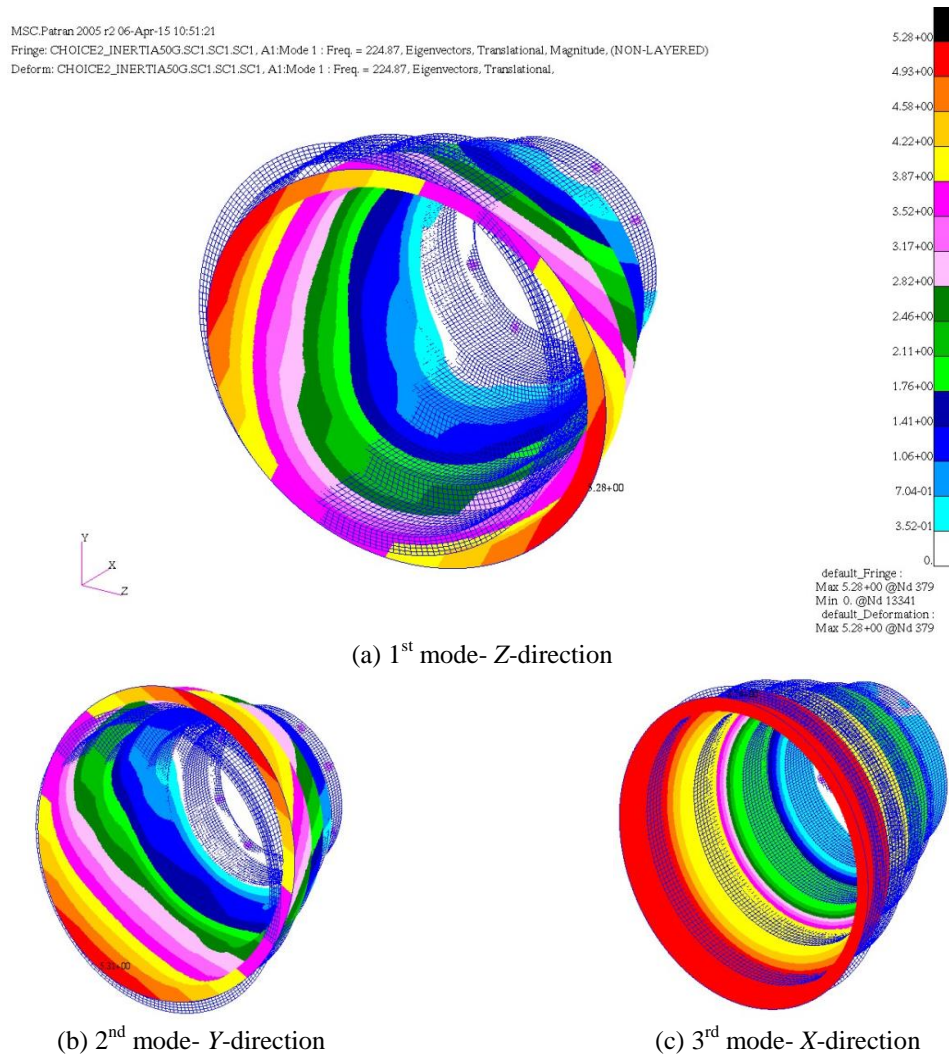 MSC.Patran 2005 r2 06-Apr-15 10:51:21
Fringe: CHOICE2_INERTIA50G.SC1.SC1.SC1, A1:Mode 1 : Freq. = 224.87, Eigenvectors, Translational, Magnitude, (NON-LAYERED)
Deform: CHOICE2_INERTIA50G.SC1.SC1.SC1, A1:Mode 1 : Freq. = 224.87, Eigenvectors, Translational,
5.28+00
4.93+00
4.58+00
4.22+00
3.87+00
3.52+00
3.17+00
2.82+00
2.46+00
2.11+00
1.76+00
1.41+00
1.06+00
7.04-01
3.52-01
0.
5.28+00
Y
X
Z
default_Fringe :
Max 5.28+00 @Nd 379
Min 0. @Nd 13341
default_Deformation :
Max 5.28+00 @Nd 379
(a) 1st mode- Z-direction
(b) 2nd mode- Y-direction
(c) 3rd mode- X-direction